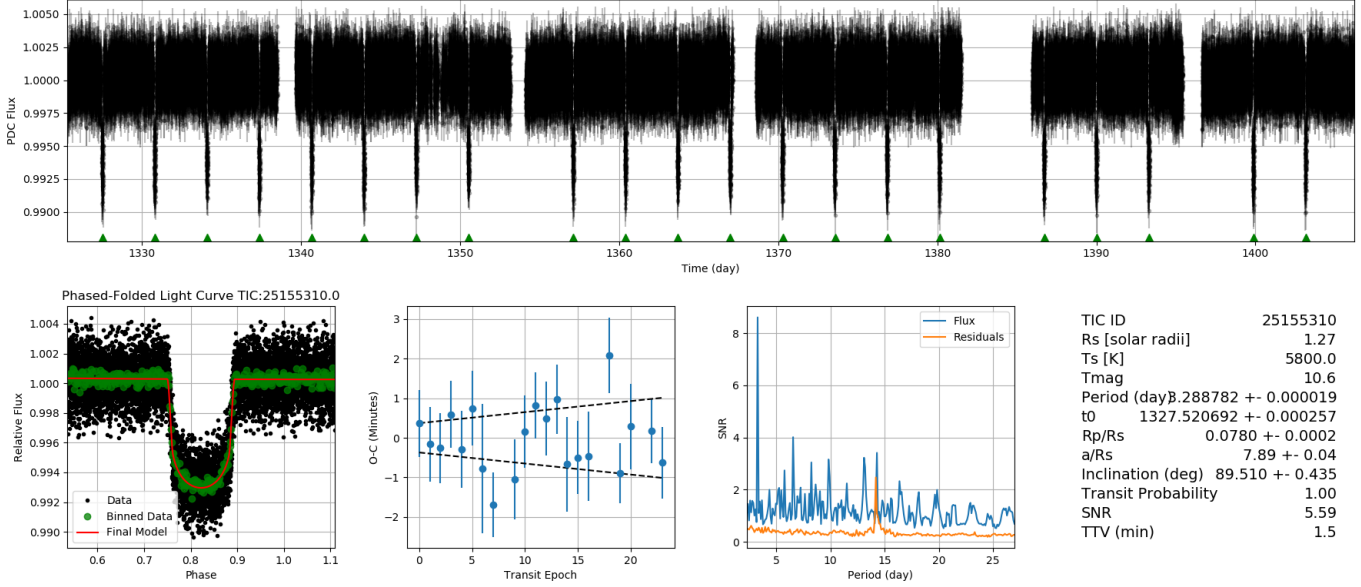 1.0050
1.0025
1.0000
0.9975
0.9950
0.9925
0.9900
PDC Flux
1330 1340 1350 1360 1370 1380 1390 1400
Time (day)
Phased-Folded Light Curve TIC:25155310.0
1.004
1.002
1.000
0.998
0.996
0.994
0.992
0.990
Relative Flux
Data
Binned Data
Final Model
0.6 0.7 0.8 0.9 1.0 1.1
Phase
3
2
1
0
−1
−2
O-C (Minutes)
0 5 10 15 20
Transit Epoch
8
6
4
2
0
SNR
Flux
Residuals
5 10 15 20 25
Period (day)
TIC ID 25155310
Rs [solar radii] 1.27
Ts [K] 5800.0
Tmag 10.6
Period (day) 3.288782 +- 0.000019
t0 1327.520692 +- 0.000257
Rp/Rs 0.0780 +- 0.0002
a/Rs 7.89 +- 0.04
Inclination (deg) 89.510 +- 0.435
Transit Probability 1.00
SNR 5.59
TTV (min) 1.5